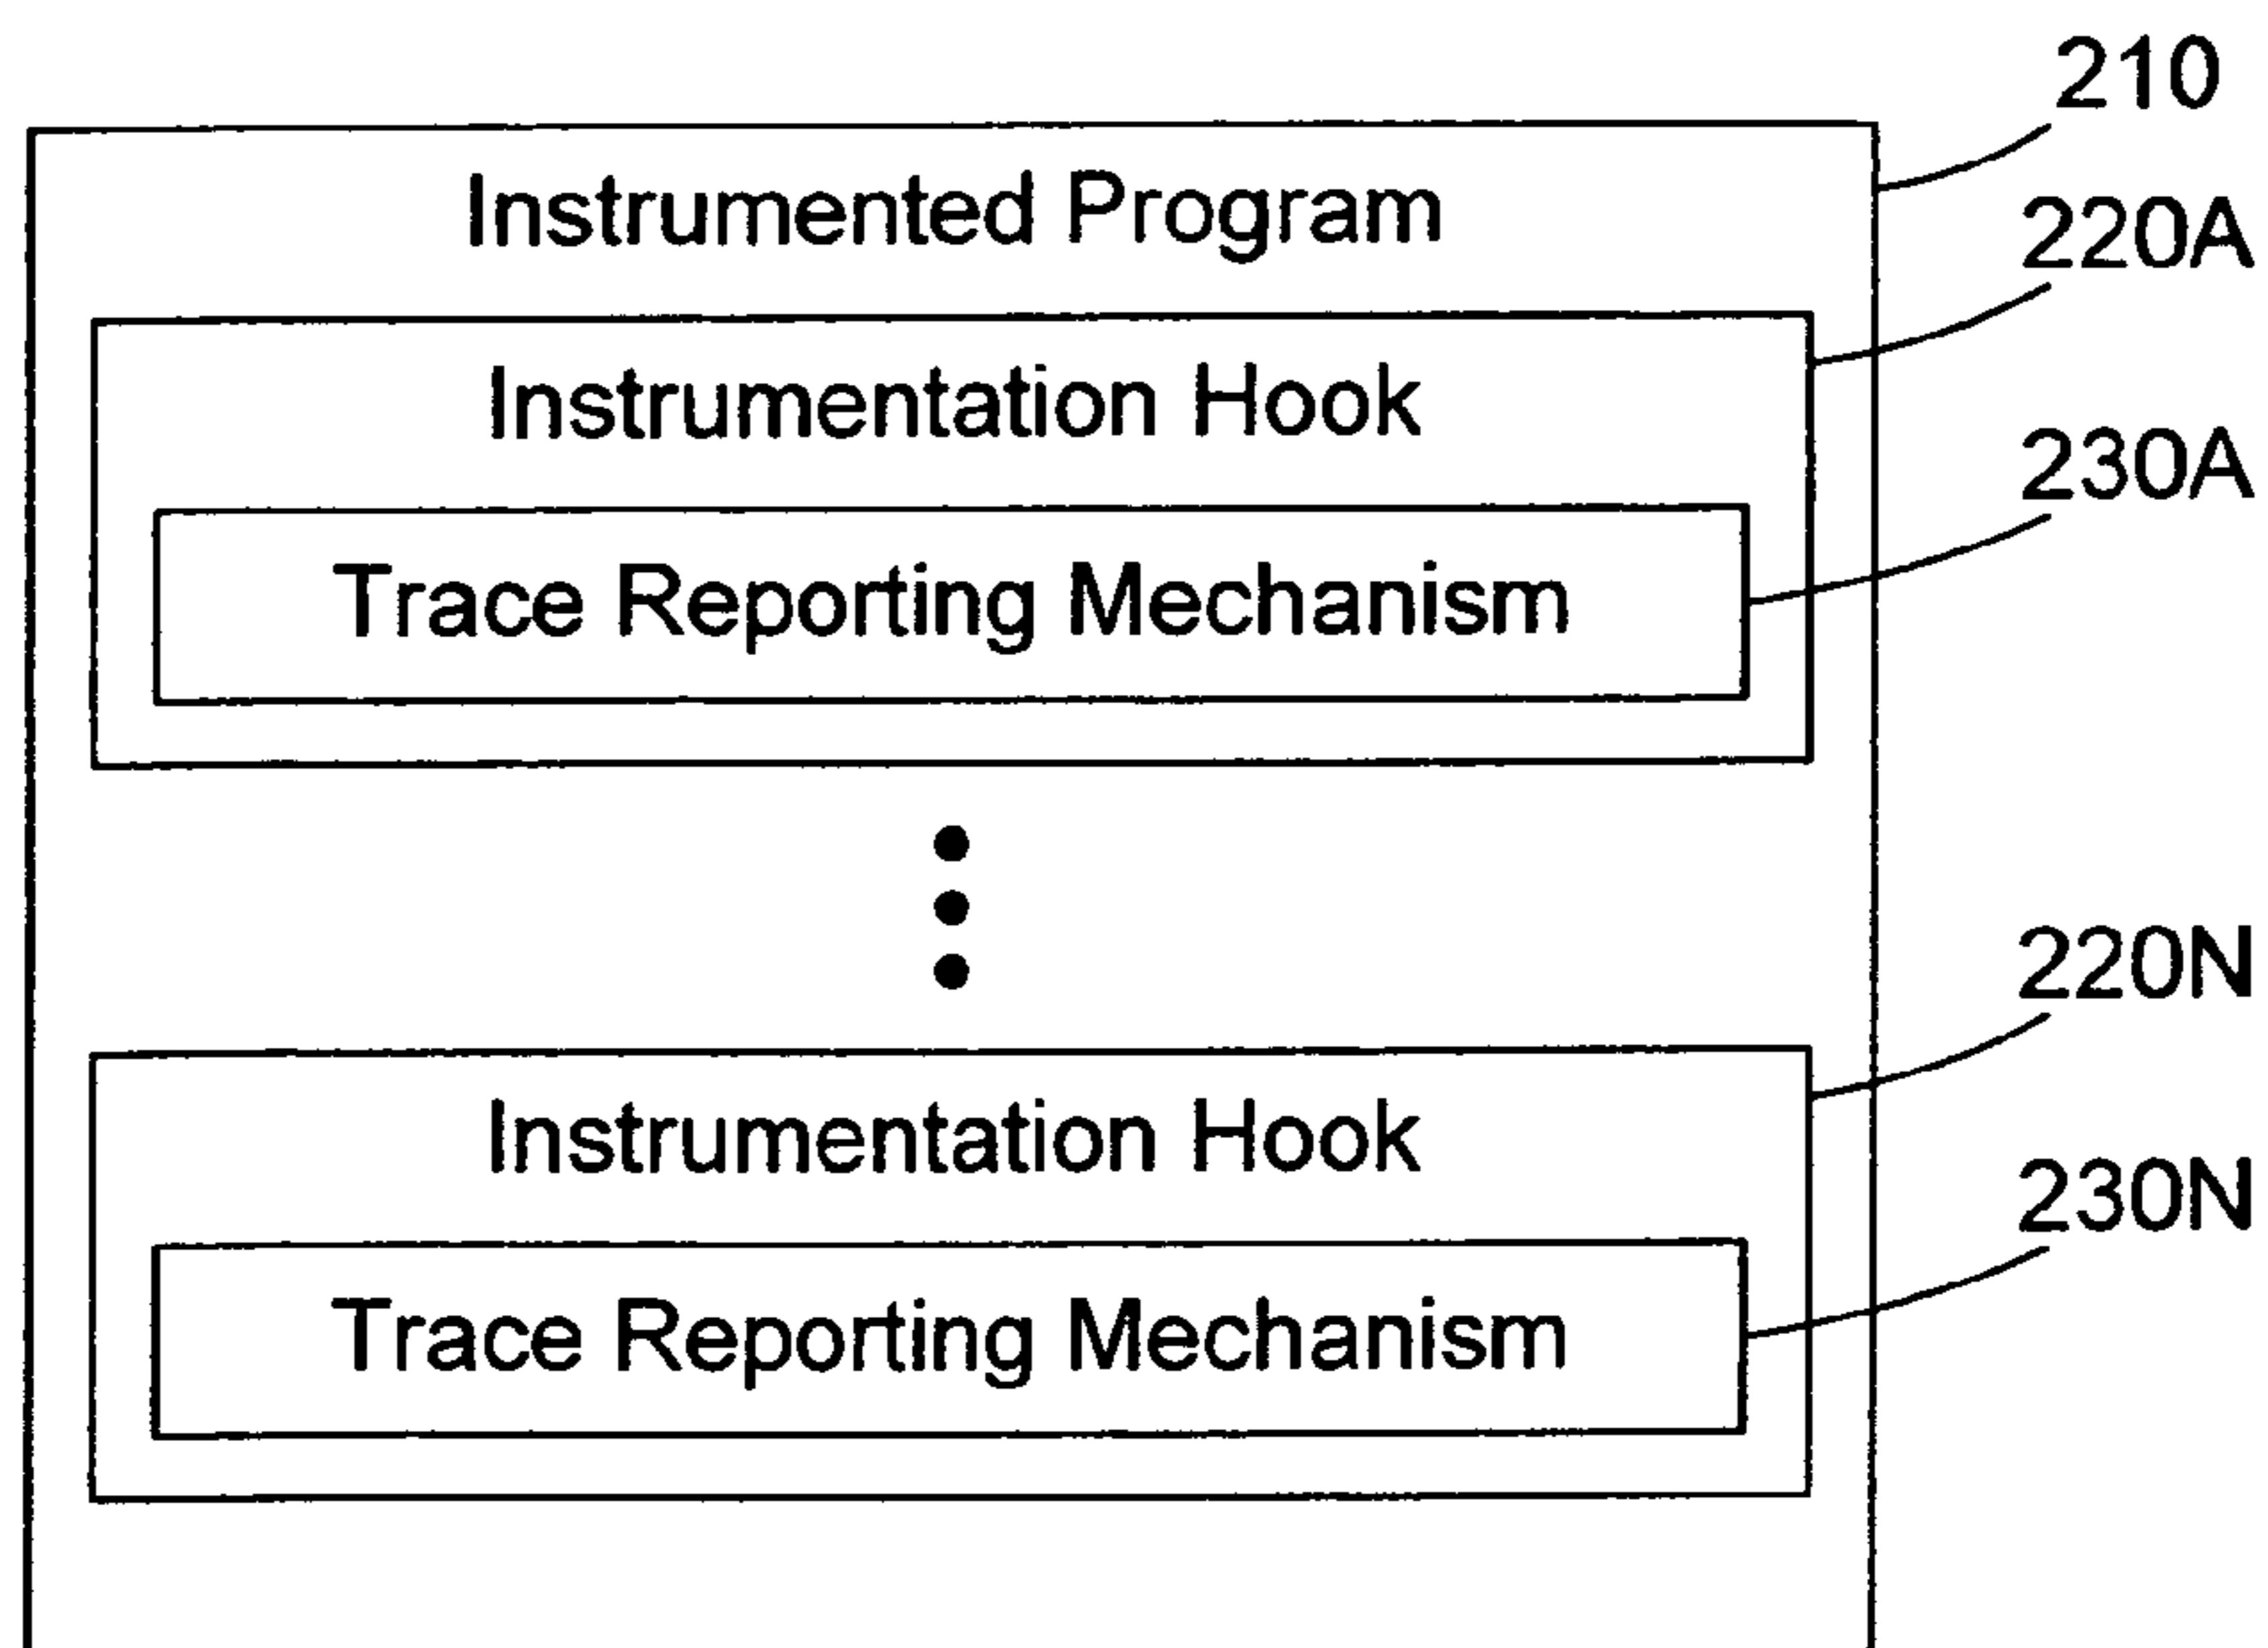 210
Instrumented Program
220A
Instrumentation Hook
230A
Trace Reporting Mechanism
220N
Instrumentation Hook
230N
Trace Reporting Mechanism